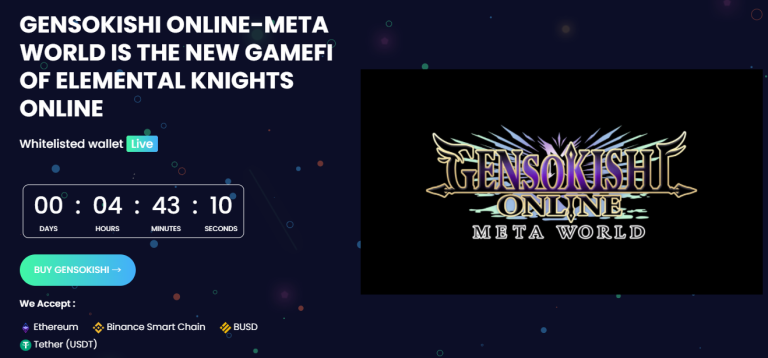 GENSOKISHI ONLINE-META
WORLD IS THE NEW GAMEFI
OF ELEMENTAL KNIGHTS
ONLINE
Whitelisted wallet Live
00 : 04 : 43 : 10
DAYS HOURS MINUTES SECONDS
BUY GENSOKISHI →
We Accept :
Ethereum Binance Smart Chain BUSD
Tether (USDT)
GENSOKISHI
ONLINE
META WORLD